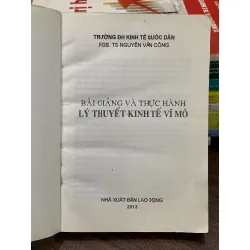 TRƯỜNG ĐH KINH TẾ QUỐC DÂN
PGS. TS NGUYỄN VĂN CÔNG
BÀI GIẢNG VÀ THỰC HÀNH
LÝ THUYẾT KINH TẾ VĨ MÔ
NHÀ XUẤT BẢN LAO ĐỘNG
2012